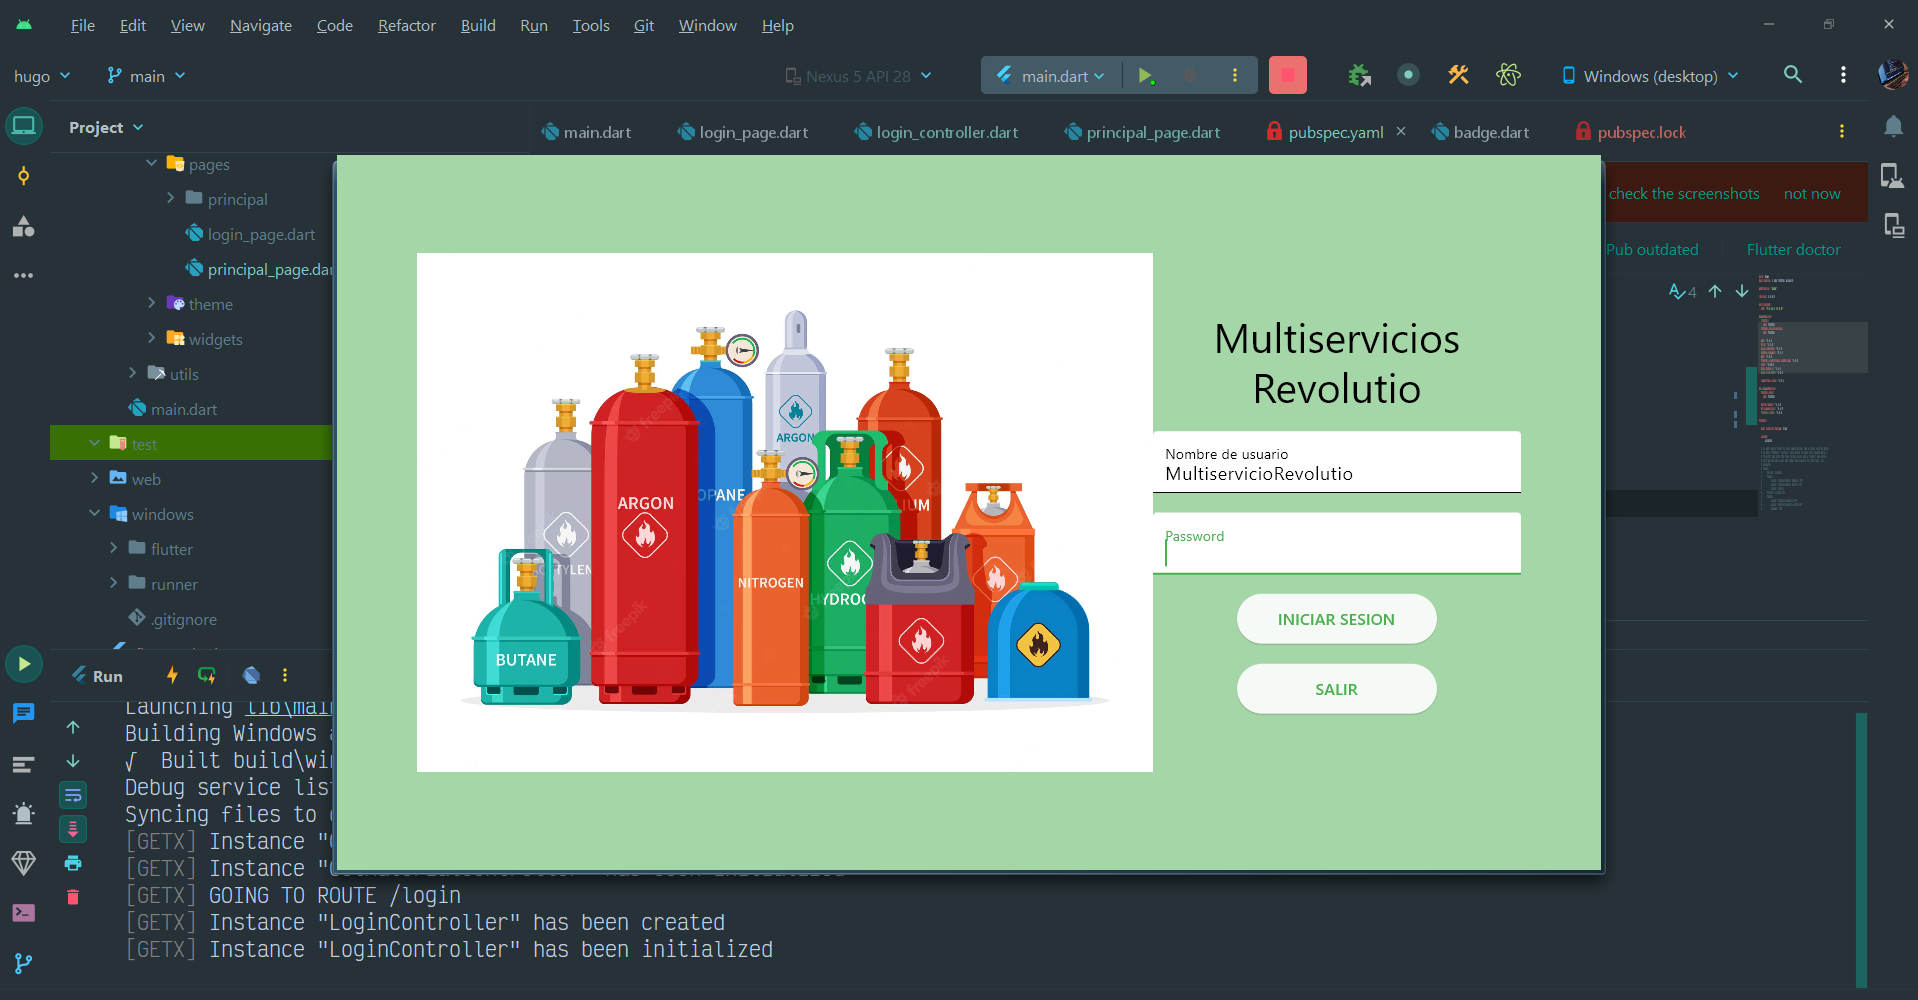 File Edit View Navigate Code Refactor Build Run Tools Git Window Help
hugo main Nexus 5 API 28 main.dart Windows (desktop)
Project main.dart login_page.dart login_controller.dart principal_page.dart pubspec.yaml badge.dart pubspec.lock
pages
principal
login_page.dart
principal_page.dar
theme
widgets
utils
main.dart
test
web
windows
flutter
runner
.gitignore
check the screenshots not now
Pub outdated Flutter doctor
4
Multiservicios
Revolutio
Nombre de usuario
MultiservicioRevolutio
Password
INICIAR SESION
SALIR
ARGON
OPANE
ARGON
IUM
TYLEN
NITROGEN
HYDROG
BUTANE
freepik
freepik
freepik
Run
Launching lib\mai
Building Windows a
√ Built build\wi
Debug service lis
Syncing files to
[GETX] Instance "
[GETX] Instance "
[GETX] GOING TO ROUTE /login
[GETX] Instance "LoginController" has been created
[GETX] Instance "LoginController" has been initialized